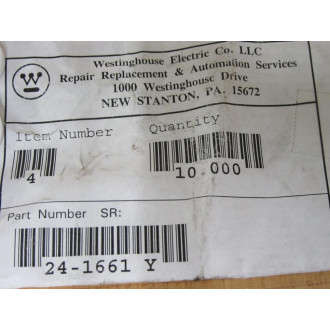 Westinghouse Electric Co. LLC
Repair Replacement & Automation Services
1000 Westinghouse Drive
NEW STANTON, PA. 15672
Item Number Quantity
4 10.000
Part Number SR:
24-1661 Y